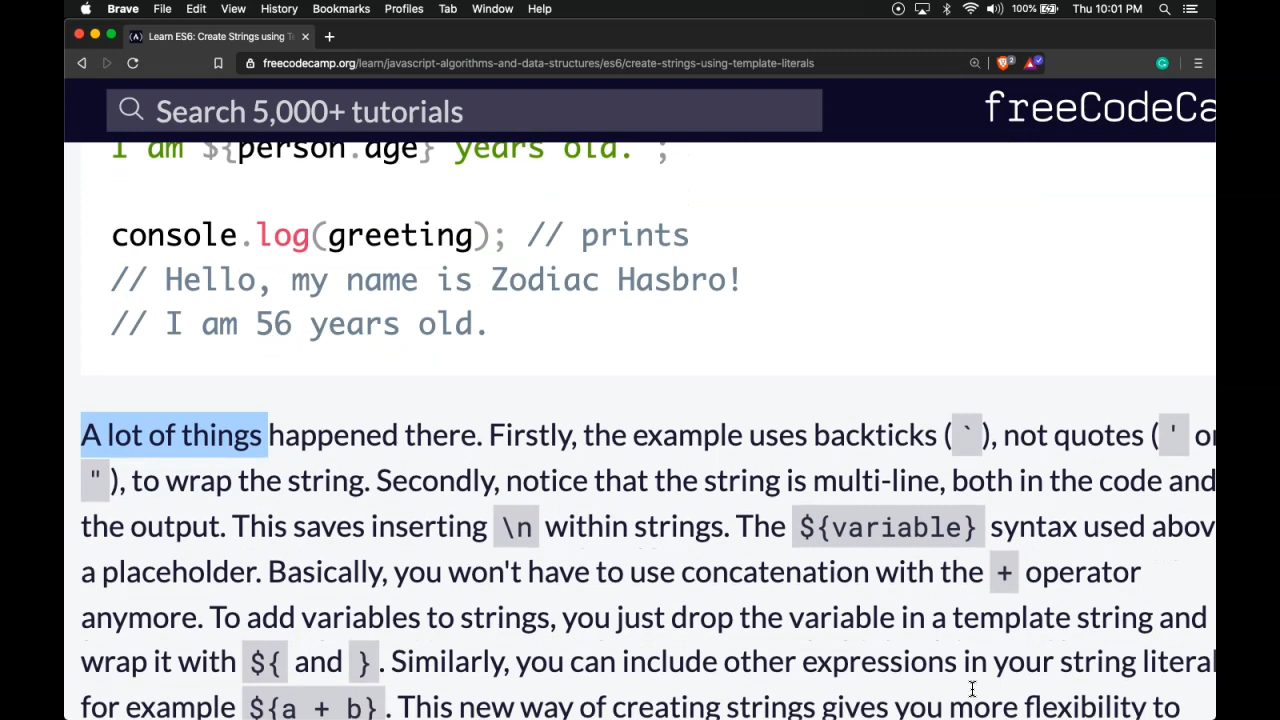 Brave File Edit View History Bookmarks Profiles Tab Window Help 100% Thu 10:01 PM
Learn ES6: Create Strings using Te
freecodecamp.org/learn/javascript-algorithms-and-data-structures/es6/create-strings-using-template-literals
Search 5,000+ tutorials freeCodeCa
I am ${person.age} years old.`;
console.log(greeting); // prints
// Hello, my name is Zodiac Hasbro!
// I am 56 years old.
A lot of things happened there. Firstly, the example uses backticks (`), not quotes (' or
"), to wrap the string. Secondly, notice that the string is multi-line, both in the code and
the output. This saves inserting \n within strings. The ${variable} syntax used abov
a placeholder. Basically, you won't have to use concatenation with the + operator
anymore. To add variables to strings, you just drop the variable in a template string and
wrap it with ${ and }. Similarly, you can include other expressions in your string literal
for example ${a + b}. This new way of creating strings gives you more flexibility to